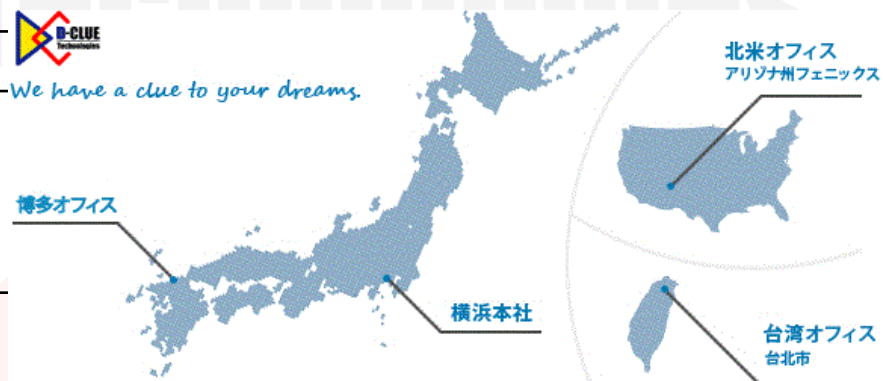 D-CLUE
Technologies
We have a clue to your dreams.
北米オフィス
アリゾナ州フェニックス
博多オフィス
横浜本社
台湾オフィス
台北市